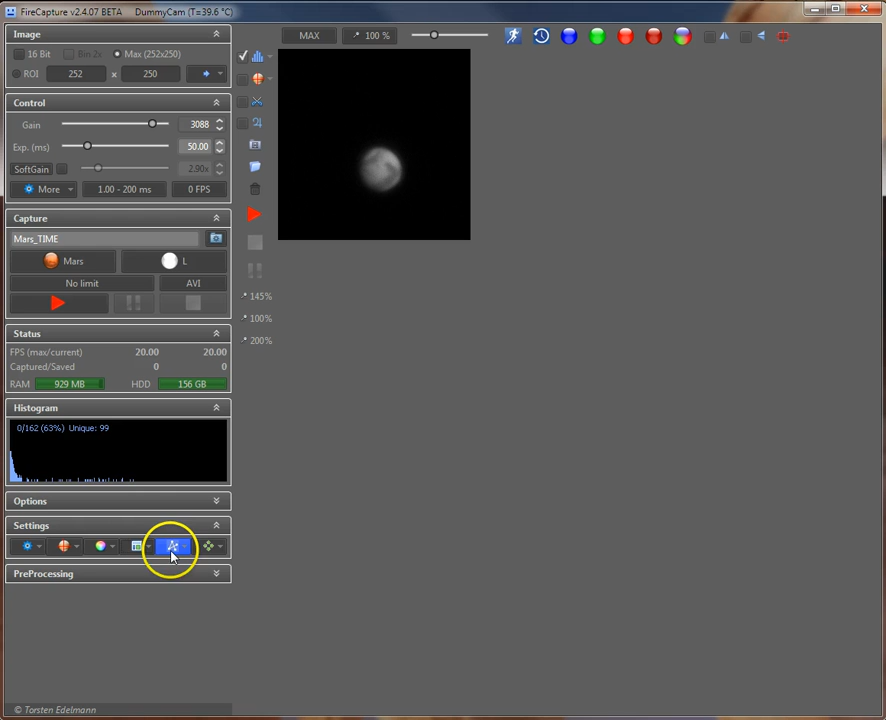 FireCapture v2.4.07 BETA DummyCam (T=39.6 °C)
Image
16 Bit Bin 2x Max (252x250)
ROI 252 x 250
Control
Gain 3088
Exp. (ms) 50.00
SoftGain 2.90x
More 1.00 - 200 ms 0 FPS
Capture
Mars_TIME
Mars L
No limit AVI
Status
FPS (max/current) 20.00 20.00
Captured/Saved 0 0
RAM 929 MB HDD 156 GB
Histogram
0/162 (63%) Unique: 99
Options
Settings
PreProcessing
© Torsten Edelmann
MAX 100 %
145%
100%
200%